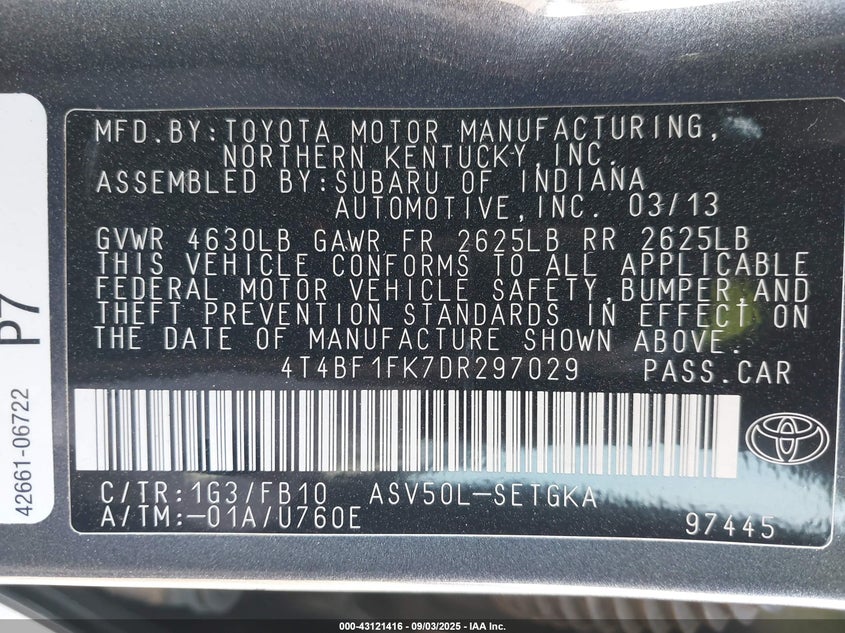 MFD.BY:TOYOTA MOTOR MANUFACTURING,
NORTHERN KENTUCKY,INC.
ASSEMBLED BY:SUBARU OF INDIANA
AUTOMOTIVE,INC. 03/13
GVWR 4630LB GAWR FR 2625LB RR 2625LB
THIS VEHICLE CONFORMS TO ALL APPLICABLE
FEDERAL MOTOR VEHICLE SAFETY,BUMPER,AND
THEFT PREVENTION STANDARDS IN EFFECT ON
THE DATE OF MANUFACTURE SHOWN ABOVE.
4T4BF1FK7DR297029 PASS.CAR
C/TR:1G3/FB10 ASV50L-SETGKA
A/TM:-01A/U760E 97445
P7
42661-06722
000-43121416 - 09/03/2025 - IAA Inc.